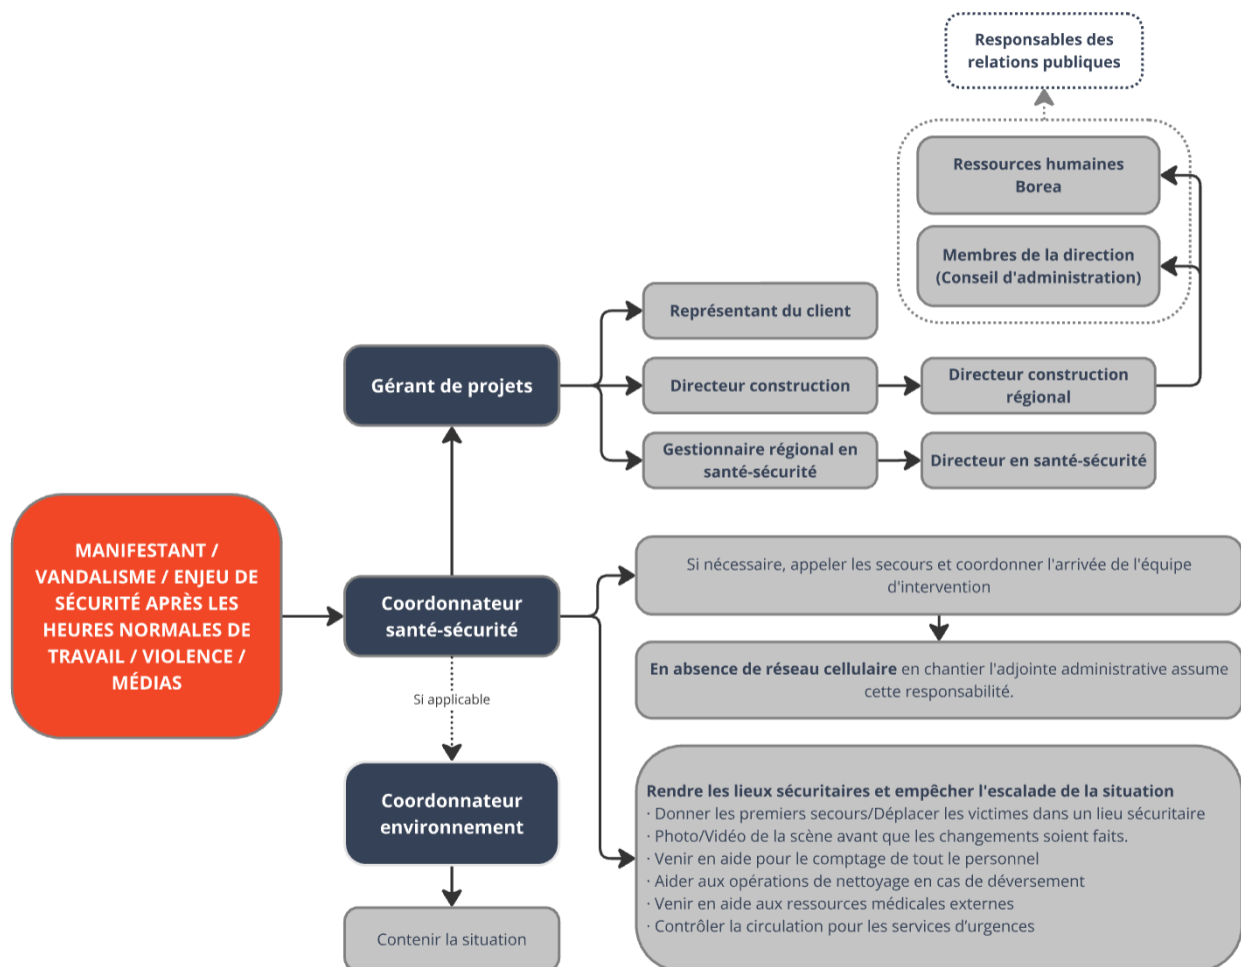 Responsables des
relations publiques
Ressources humaines
Borea
Membres de la direction
(Conseil d'administration)
Représentant du client
Gérant de projets
Directeur construction
Directeur construction
régional
Gestionnaire régional en
santé-sécurité
Directeur en santé-sécurité
MANIFESTANT /
VANDALISME / ENJEU DE
SÉCURITÉ APRÈS LES
HEURES NORMALES DE
TRAVAIL / VIOLENCE /
MÉDIAS
Coordonnateur
santé-sécurité
Si nécessaire, appeler les secours et coordonner l'arrivée de l'équipe
d'intervention
En absence de réseau cellulaire en chantier l'adjointe administrative assume
cette responsabilité.
Si applicable
Coordonnateur
environnement
Contenir la situation
Rendre les lieux sécuritaires et empêcher l'escalade de la situation
· Donner les premiers secours/Déplacer les victimes dans un lieu sécuritaire
· Photo/Vidéo de la scène avant que les changements soient faits.
· Venir en aide pour le comptage de tout le personnel
· Aider aux opérations de nettoyage en cas de déversement
· Venir en aide aux ressources médicales externes
· Contrôler la circulation pour les services d’urgences